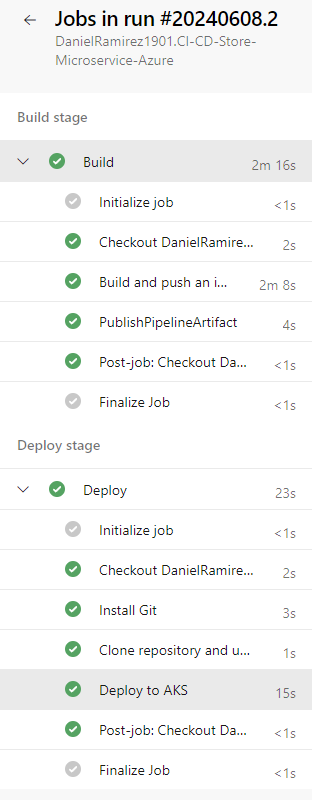 Jobs in run #20240608.2
DanielRamirez1901.CI-CD-Store-
Microservice-Azure
Build stage
Build 2m 16s
Initialize job <1s
Checkout DanielRamire... 2s
Build and push an i... 2m 8s
PublishPipelineArtifact 4s
Post-job: Checkout Da... <1s
Finalize Job <1s
Deploy stage
Deploy 23s
Initialize job <1s
Checkout DanielRamire... 2s
Install Git 3s
Clone repository and u... 1s
Deploy to AKS 15s
Post-job: Checkout Da... <1s
Finalize Job <1s